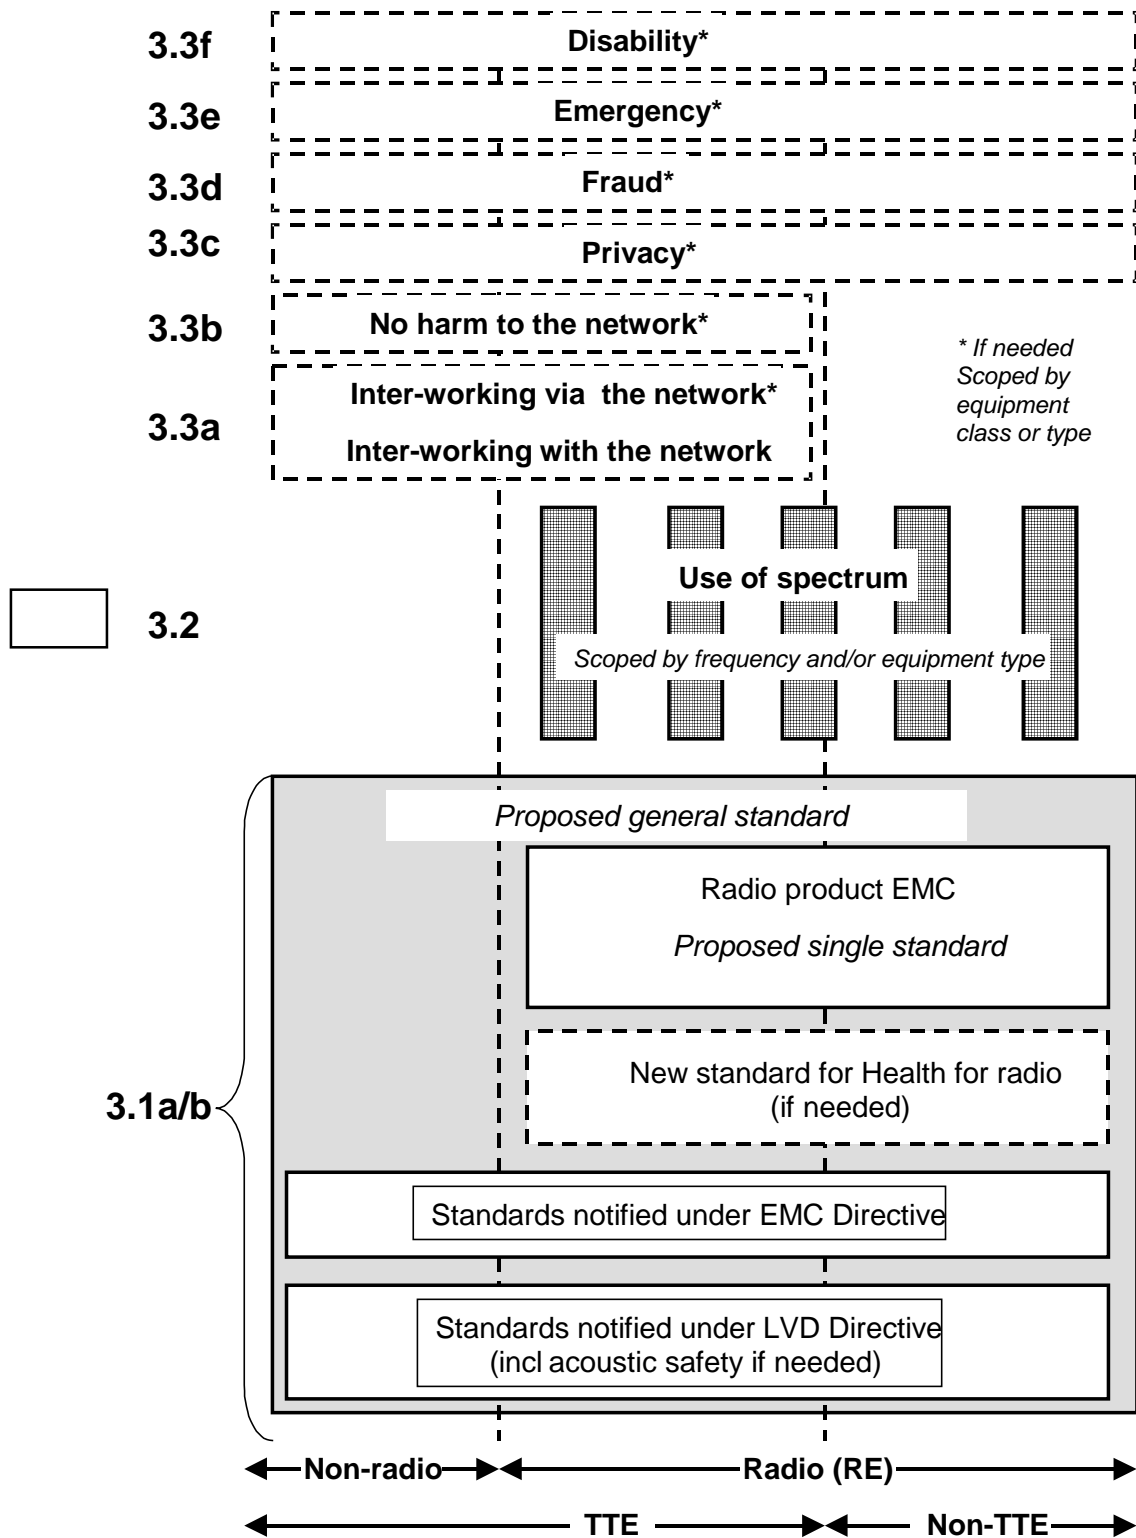 3.3f Disability*
3.3e Emergency*
3.3d Fraud*
3.3c Privacy*
3.3b No harm to the network*
* If needed
Scoped by
equipment
class or type
3.3a
Inter-working via the network*
Inter-working with the network
3.2
Use of spectrum
Scoped by frequency and/or equipment type
3.1a/b
Proposed general standard
Radio product EMC
Proposed single standard
New standard for Health for radio
(if needed)
Standards notified under EMC Directive
Standards notified under LVD Directive
(incl acoustic safety if needed)
Non-radio Radio (RE)
TTE Non-TTE